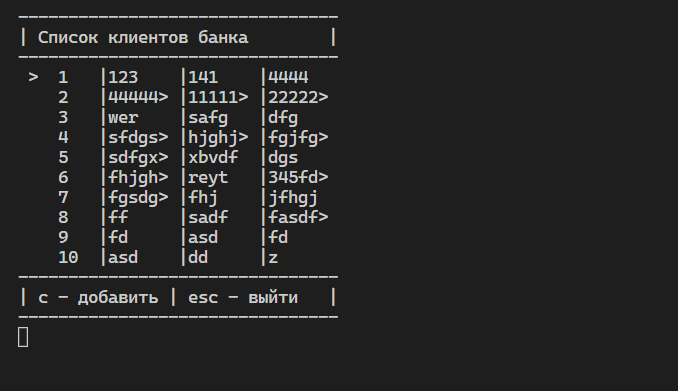 --------------------------------
| Список клиентов банка        |
--------------------------------
 >  1   |123    |141    |4444
    2   |44444> |11111> |22222>
    3   |wer    |safg   |dfg
    4   |sfdgs> |hjghj> |fgjfg>
    5   |sdfgx> |xbvdf  |dgs
    6   |fhjgh> |reyt   |345fd>
    7   |fgsdg> |fhj    |jfhgj
    8   |ff     |sadf   |fasdf>
    9   |fd     |asd    |fd
    10  |asd    |dd     |z
--------------------------------
| c - добавить | esc - выйти   |
--------------------------------